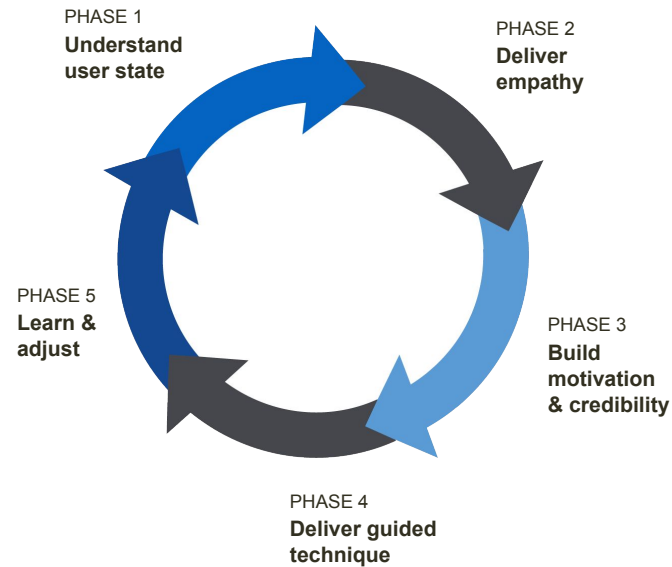 PHASE 1
Understand
user state
PHASE 2
Deliver
empathy
PHASE 3
Build
motivation
& credibility
PHASE 4
Deliver guided
technique
PHASE 5
Learn &
adjust